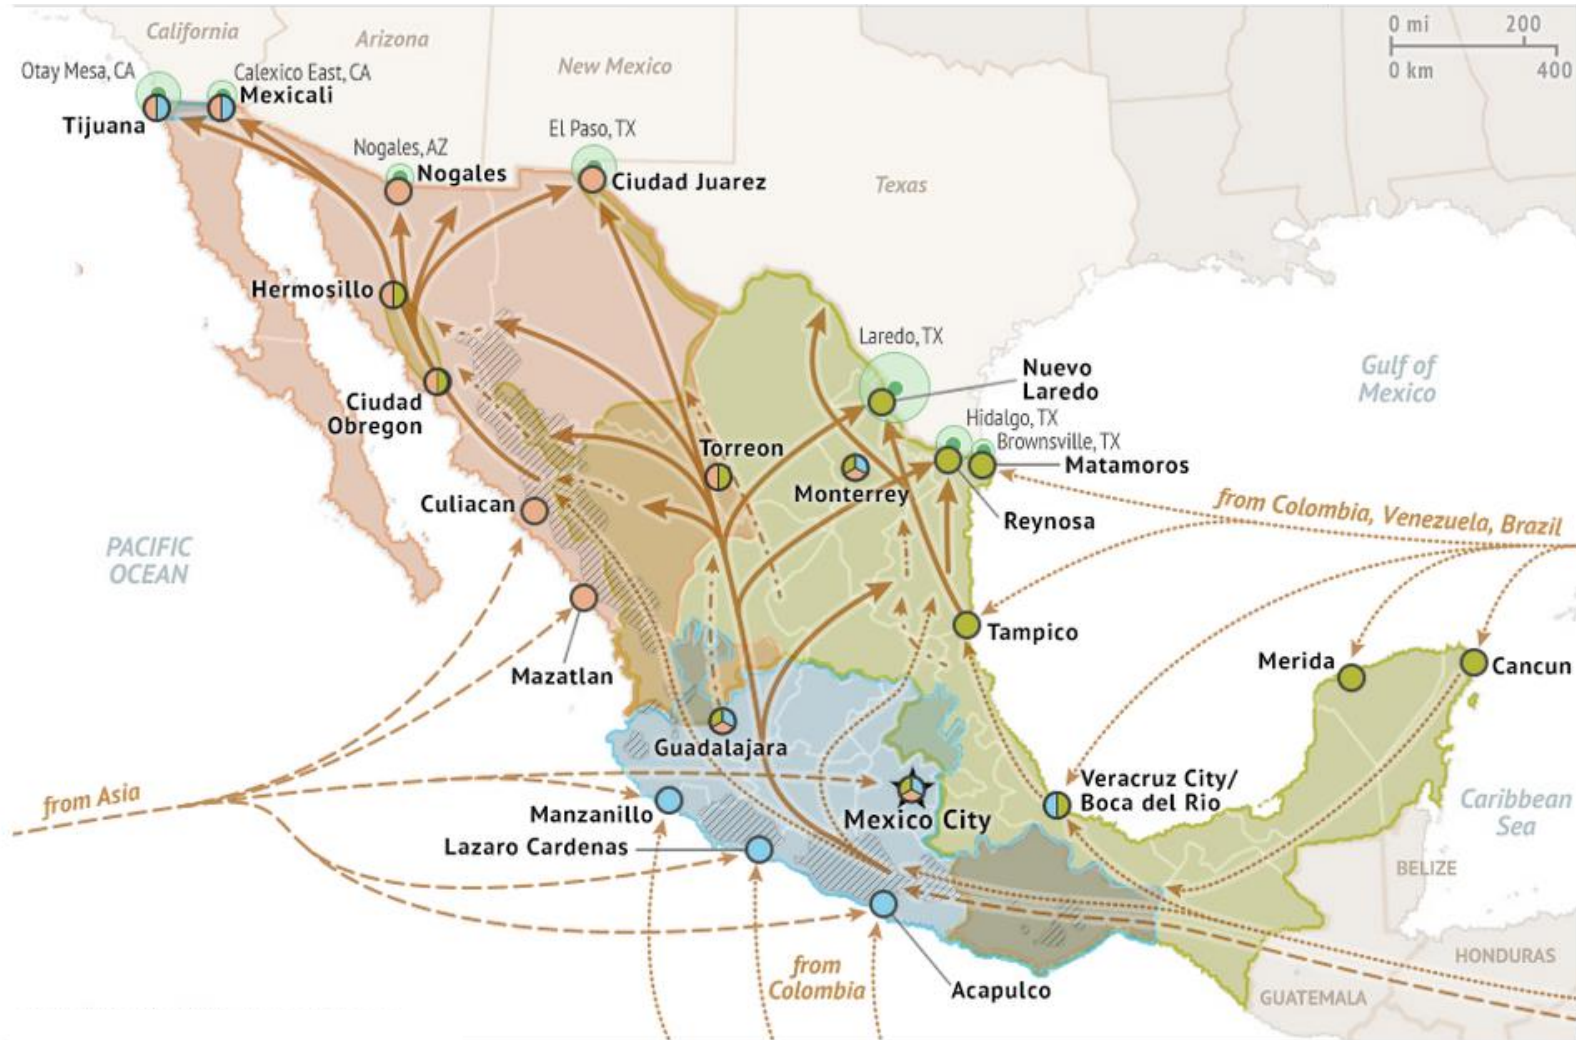 California
Arizona
New Mexico
Texas
0 mi 200
0 km 400
Otay Mesa, CA
Calexico East, CA
Mexicali
Tijuana
Nogales, AZ
Nogales
El Paso, TX
Ciudad Juarez
Hermosillo
Ciudad
Obregon
Laredo, TX
Nuevo
Laredo
Hidalgo, TX
Brownsville, TX
Matamoros
Gulf of
Mexico
Torreon
Monterrey
Reynosa
Culiacan
from Colombia, Venezuela, Brazil
PACIFIC
OCEAN
Tampico
Mazatlan
Merida
Cancun
Guadalajara
from Asia
Manzanillo
Mexico City
Veracruz City/
Boca del Rio
Caribbean
Sea
Lazaro Cardenas
BELIZE
from
Colombia
Acapulco
HONDURAS
GUATEMALA